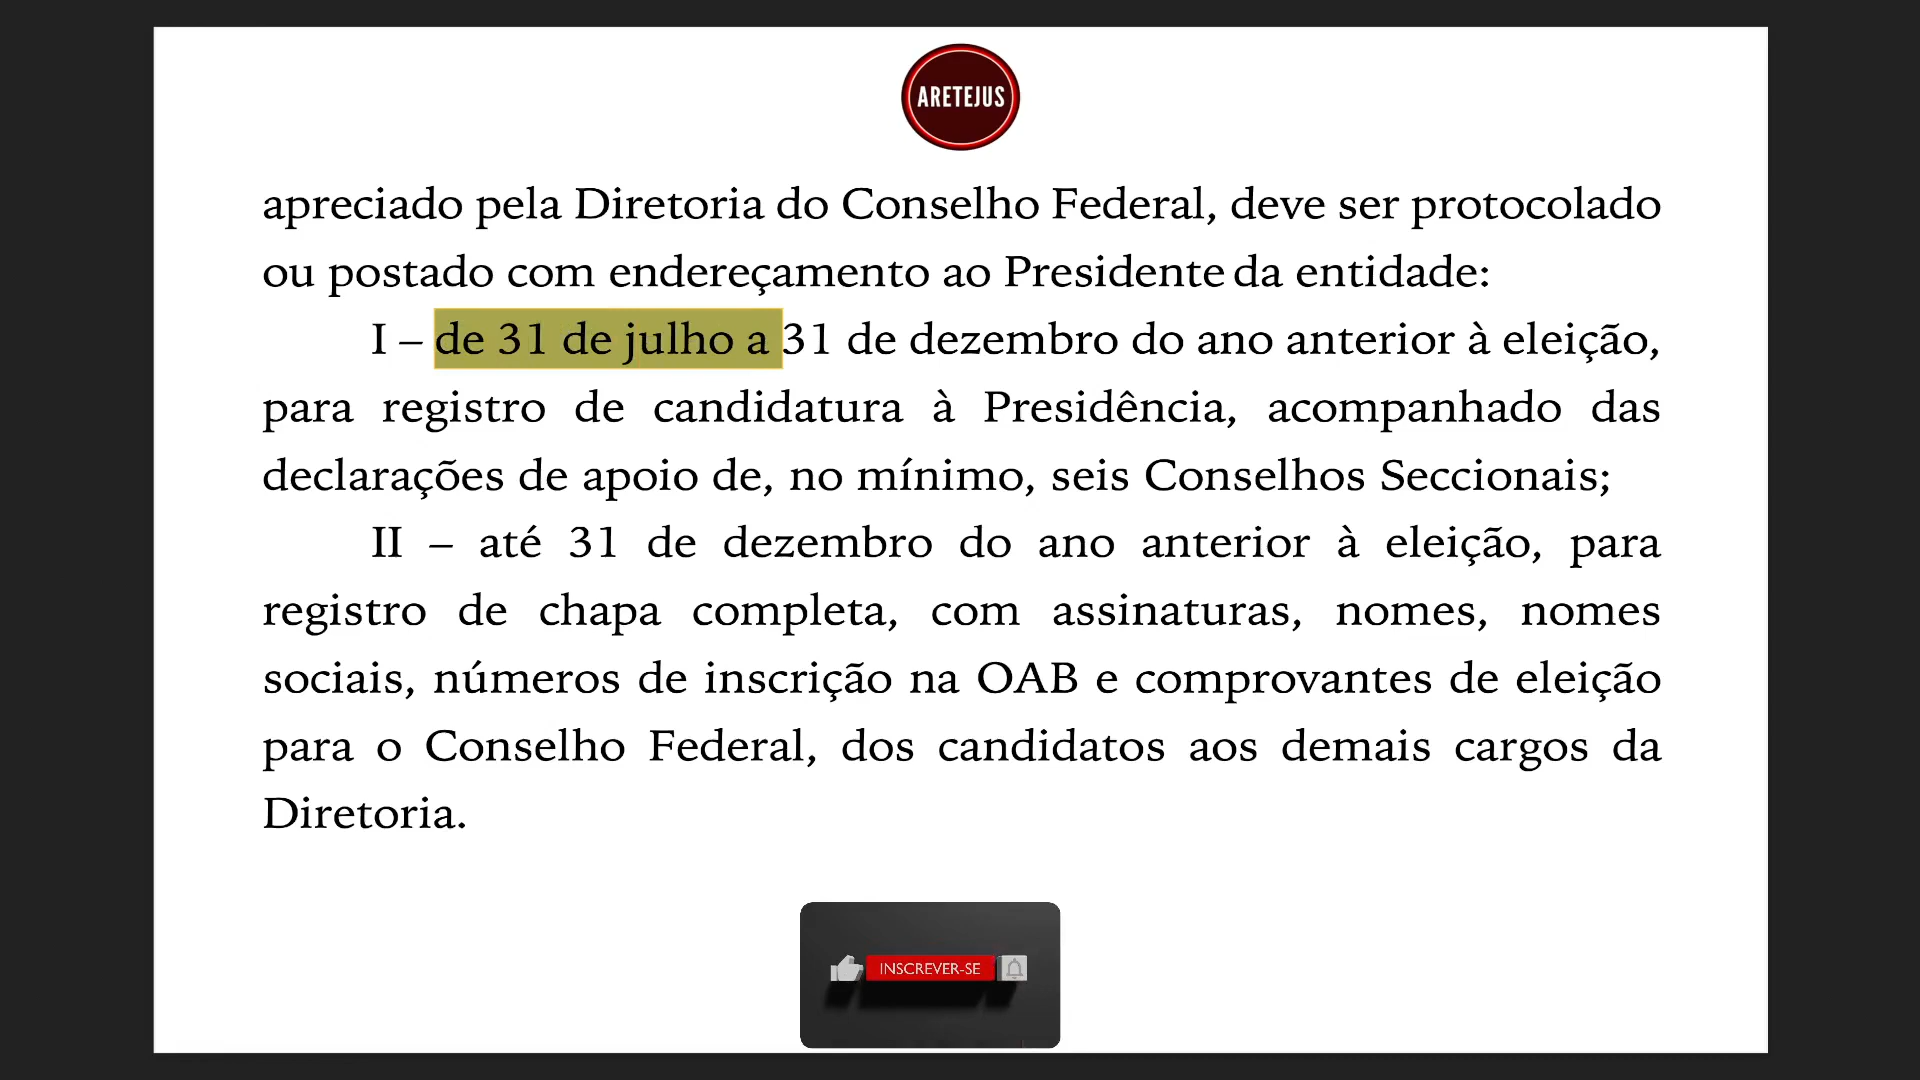 ARETEJUS
apreciado pela Diretoria do Conselho Federal, deve ser protocolado
ou postado com endereçamento ao Presidente da entidade:
I – de 31 de julho a 31 de dezembro do ano anterior à eleição,
para registro de candidatura à Presidência, acompanhado das
declarações de apoio de, no mínimo, seis Conselhos Seccionais;
II – até 31 de dezembro do ano anterior à eleição, para
registro de chapa completa, com assinaturas, nomes, nomes
sociais, números de inscrição na OAB e comprovantes de eleição
para o Conselho Federal, dos candidatos aos demais cargos da
Diretoria.
INSCREVER-SE